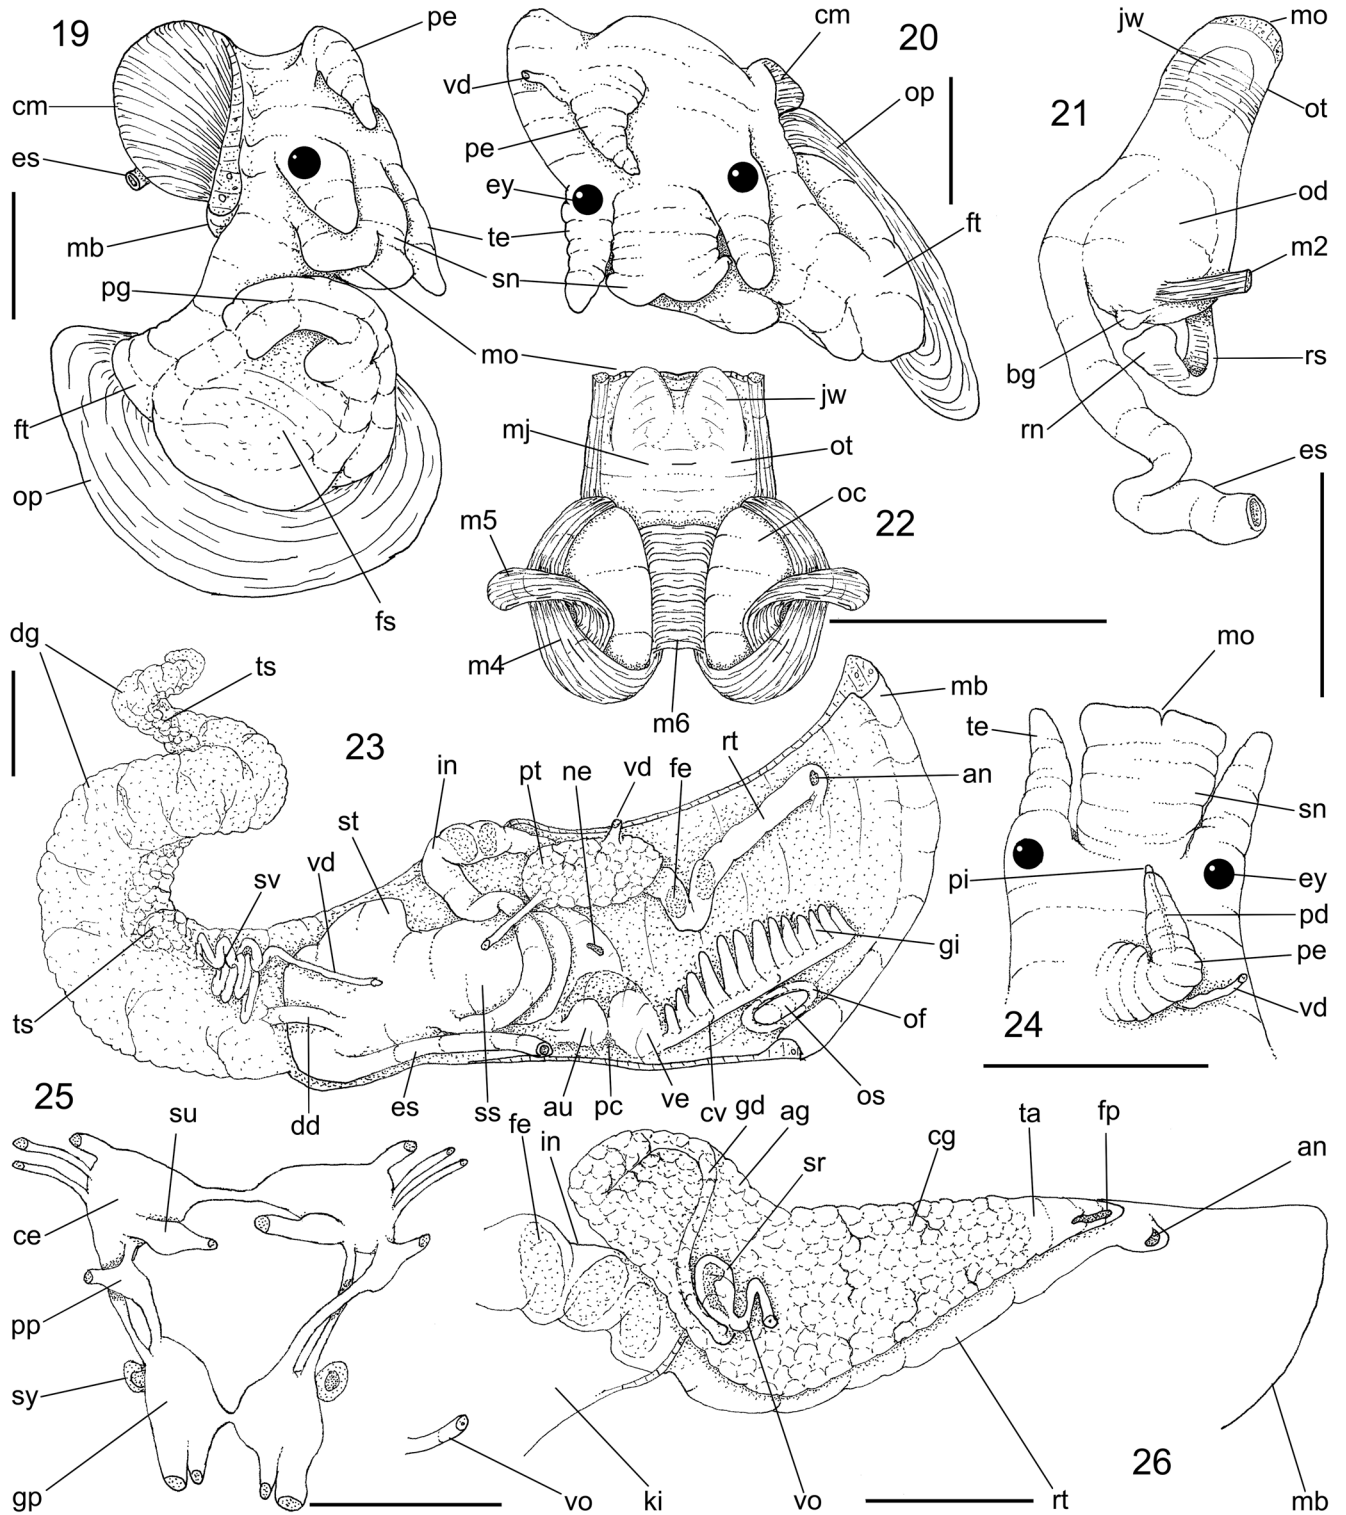 19
pe
cm
20
jw
mo
vd
op
21
ot
cm
es
pe
ey
od
mb
te
ft
m2
pg
sn
mo
bg
rs
jw
ft
mj
ot
rn
es
op
oc
m5
22
fs
dg
ts
m4
mo
m6
mb
te
23
rt
in
pt
ne
vd
fe
an
st
sn
vd
sv
pi
ey
pd
gi
pe
ts
of
24
vd
25
su
es
ss
au
pc
ve
cv
gd
ag
os
dd
fe
in
ta
fp
cg
an
sr
ce
pp
sy
26
gp
vo
ki
vo
rt
mb